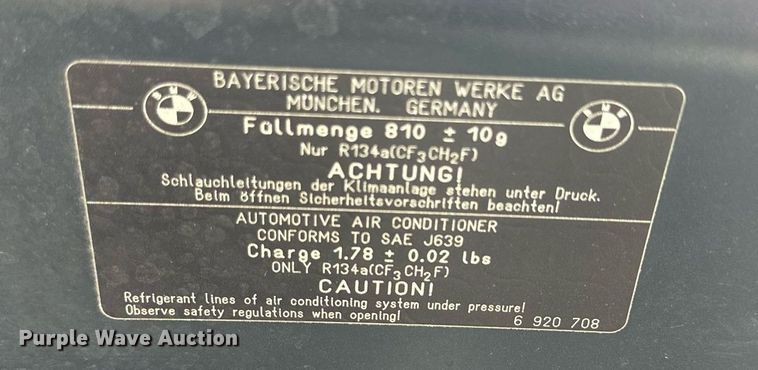 BAYERISCHE MOTOREN WERKE AG
MÜNCHEN. GERMANY
BMW
BMW
Füllmenge 810 ± 10g
Nur R134a(CF3CH2F)
ACHTUNG!
Schlauchleitungen der Klimaanlage stehen unter Druck.
Beim öffnen Sicherheitsvorschriften beachten!
AUTOMOTIVE AIR CONDITIONER
CONFORMS TO SAE J639
Charge 1.78 ± 0.02 lbs
ONLY R134a(CF3CH2F)
CAUTION!
Refrigerant lines of air conditioning system under pressure!
Observe safety regulations when opening!
6 920 708
Purple Wave Auction